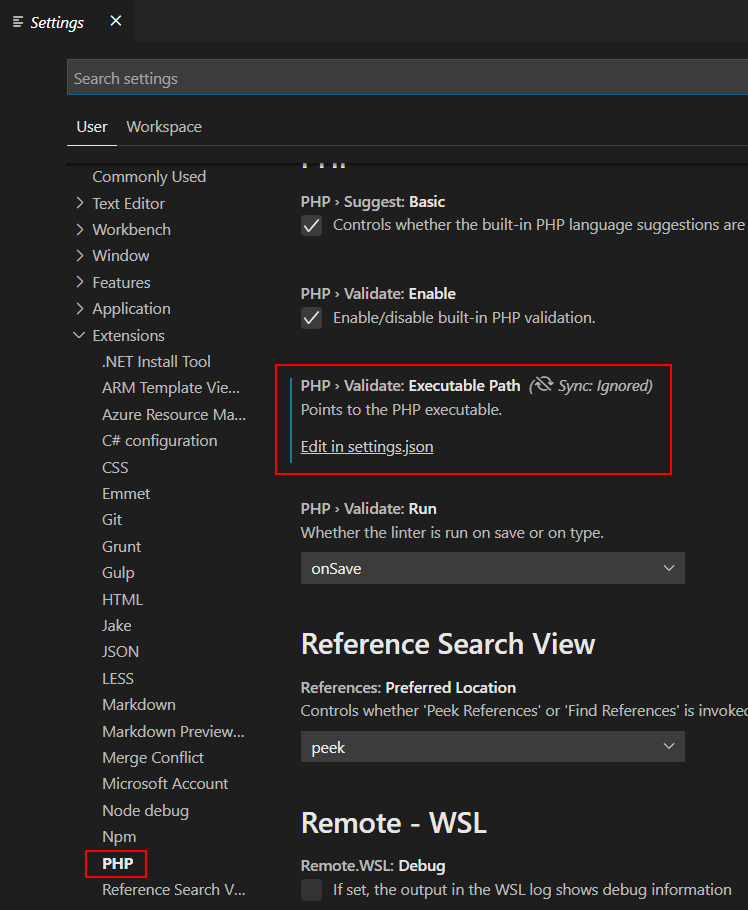 Settings
Search settings
User Workspace
Commonly Used
Text Editor
Workbench
Window
Features
Application
Extensions
.NET Install Tool
ARM Template Vie...
Azure Resource Ma...
C# configuration
CSS
Emmet
Git
Grunt
Gulp
HTML
Jake
JSON
LESS
Markdown
Markdown Preview...
Merge Conflict
Microsoft Account
Node debug
Npm
PHP
Reference Search V...
PHP › Suggest: Basic
Controls whether the built-in PHP language suggestions are
PHP › Validate: Enable
Enable/disable built-in PHP validation.
PHP › Validate: Executable Path (Sync: Ignored)
Points to the PHP executable.
Edit in settings.json
PHP › Validate: Run
Whether the linter is run on save or on type.
onSave
Reference Search View
References: Preferred Location
Controls whether 'Peek References' or 'Find References' is invoked
peek
Remote - WSL
Remote.WSL: Debug
If set, the output in the WSL log shows debug information